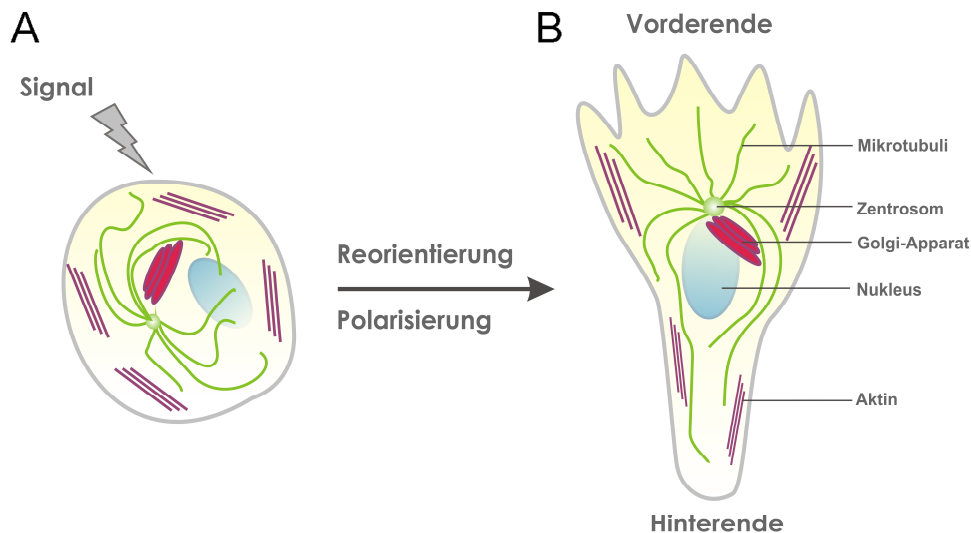 A
Signal
Reorientierung
Polarisierung
B
Vorderende
Mikrotubuli
Zentrosom
Golgi-Apparat
Nukleus
Aktin
Hinterende